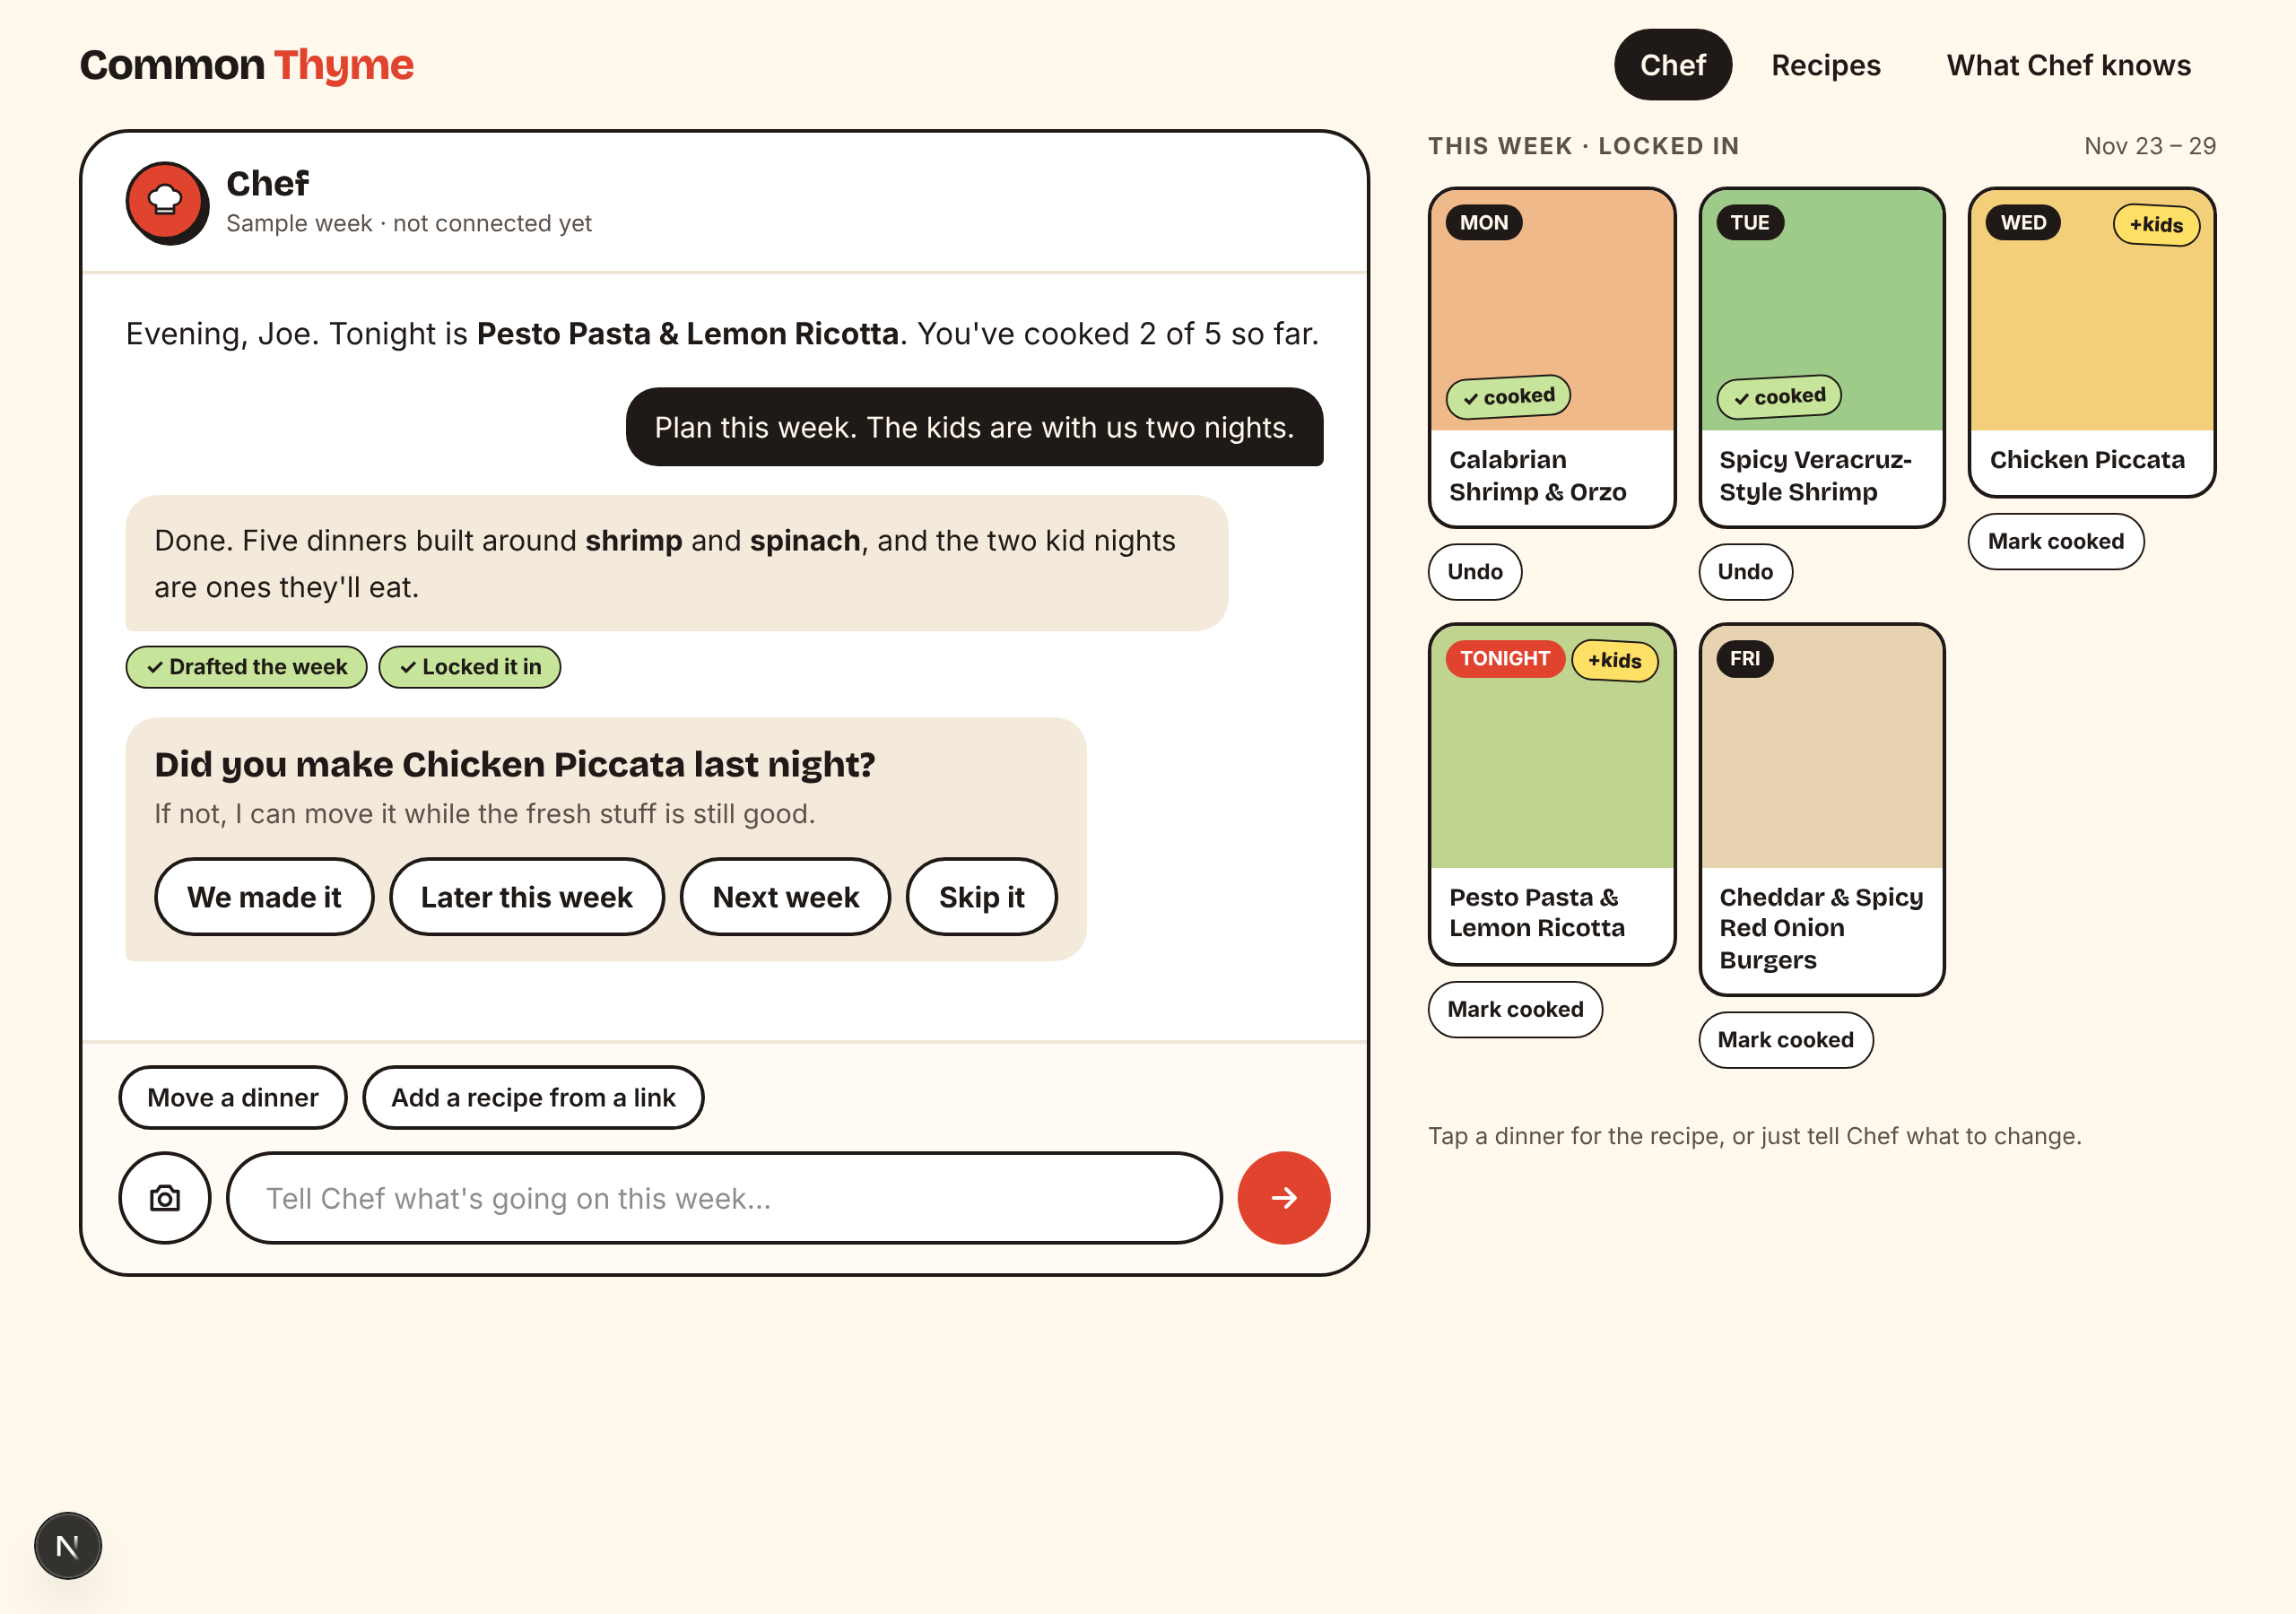 Common Thyme
Chef
Recipes
What Chef knows
Chef
Sample week · not connected yet
Evening, Joe. Tonight is Pesto Pasta & Lemon Ricotta. You've cooked 2 of 5 so far.
Plan this week. The kids are with us two nights.
Done. Five dinners built around shrimp and spinach, and the two kid nights
are ones they'll eat.
✓ Drafted the week
✓ Locked it in
Did you make Chicken Piccata last night?
If not, I can move it while the fresh stuff is still good.
We made it
Later this week
Next week
Skip it
Move a dinner
Add a recipe from a link
Tell Chef what's going on this week...
THIS WEEK · LOCKED IN
Nov 23 – 29
MON
✓ cooked
Calabrian
Shrimp & Orzo
Undo
TUE
✓ cooked
Spicy Veracruz-
Style Shrimp
Undo
WED
+kids
Chicken Piccata
Mark cooked
TONIGHT
+kids
Pesto Pasta &
Lemon Ricotta
Mark cooked
FRI
Cheddar & Spicy
Red Onion
Burgers
Mark cooked
Tap a dinner for the recipe, or just tell Chef what to change.
N